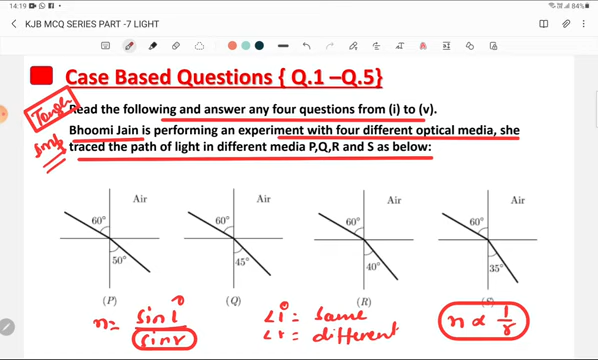 14:19
84%
KJB MCQ SERIES PART -7 LIGHT
Case Based Questions { Q.1 –Q.5}
Tough
Read the following and answer any four questions from (i) to (v).
Bhoomi Jain is performing an experiment with four different optical media, she
traced the path of light in different media P,Q,R and S as below:
Air Air Air Air
60° 60° 60° 60°
50° 45° 40° 35°
(P) (Q) (R) (S)
n = sin i / sin r
∠i = same
∠r = different
n ∝ 1/r